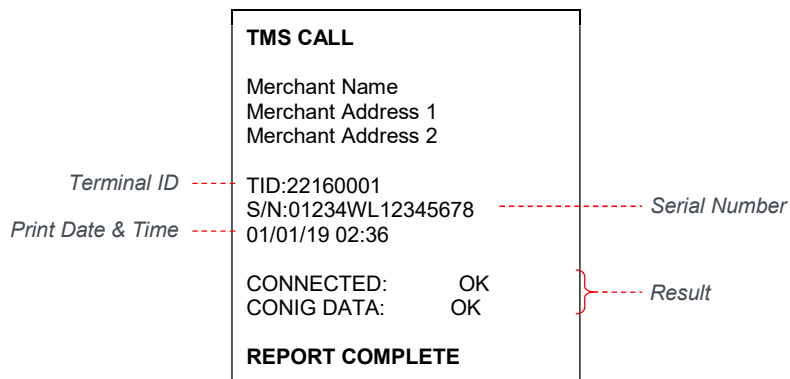 TMS CALL
Merchant Name
Merchant Address 1
Merchant Address 2
Terminal ID
TID:22160001
S/N:01234WL12345678
Serial Number
Print Date & Time
01/01/19 02:36
CONNECTED: OK
CONIG DATA: OK
Result
REPORT COMPLETE